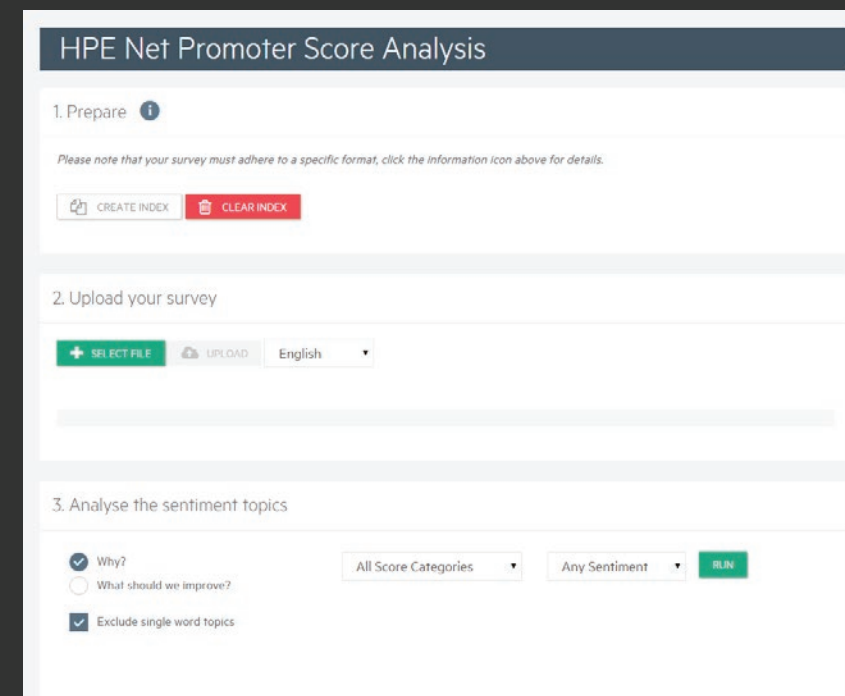 HPE Net Promoter Score Analysis
1. Prepare
Please note that your survey must adhere to a specific format, click the information icon above for details.
CREATE INDEX CLEAR INDEX
2. Upload your survey
SELECT FILE UPLOAD English
3. Analyse the sentiment topics
Why?
All Score Categories Any Sentiment RUN
What should we improve?
Exclude single word topics